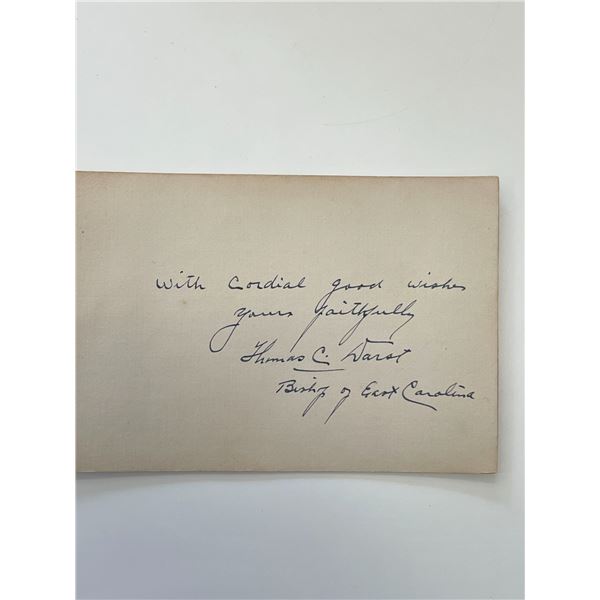 With Cordial good wishes
yours faithfully
Thomas C. Darst
Bishop of East Carolina